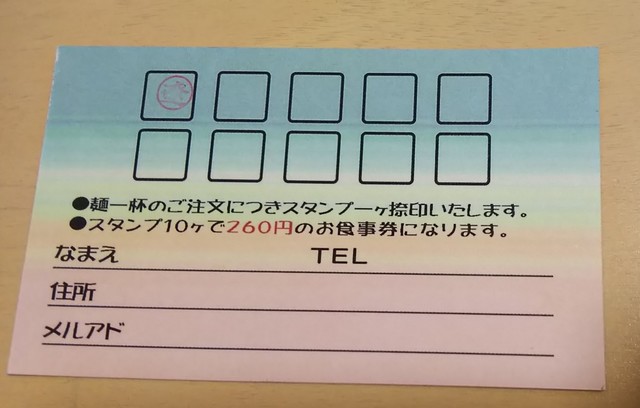 ●麺一杯のご注文につきスタンプ一ヶ捺印いたします。
●スタンプ10ヶで260円のお食事券になります。
なまえ TEL
住所
メルアド